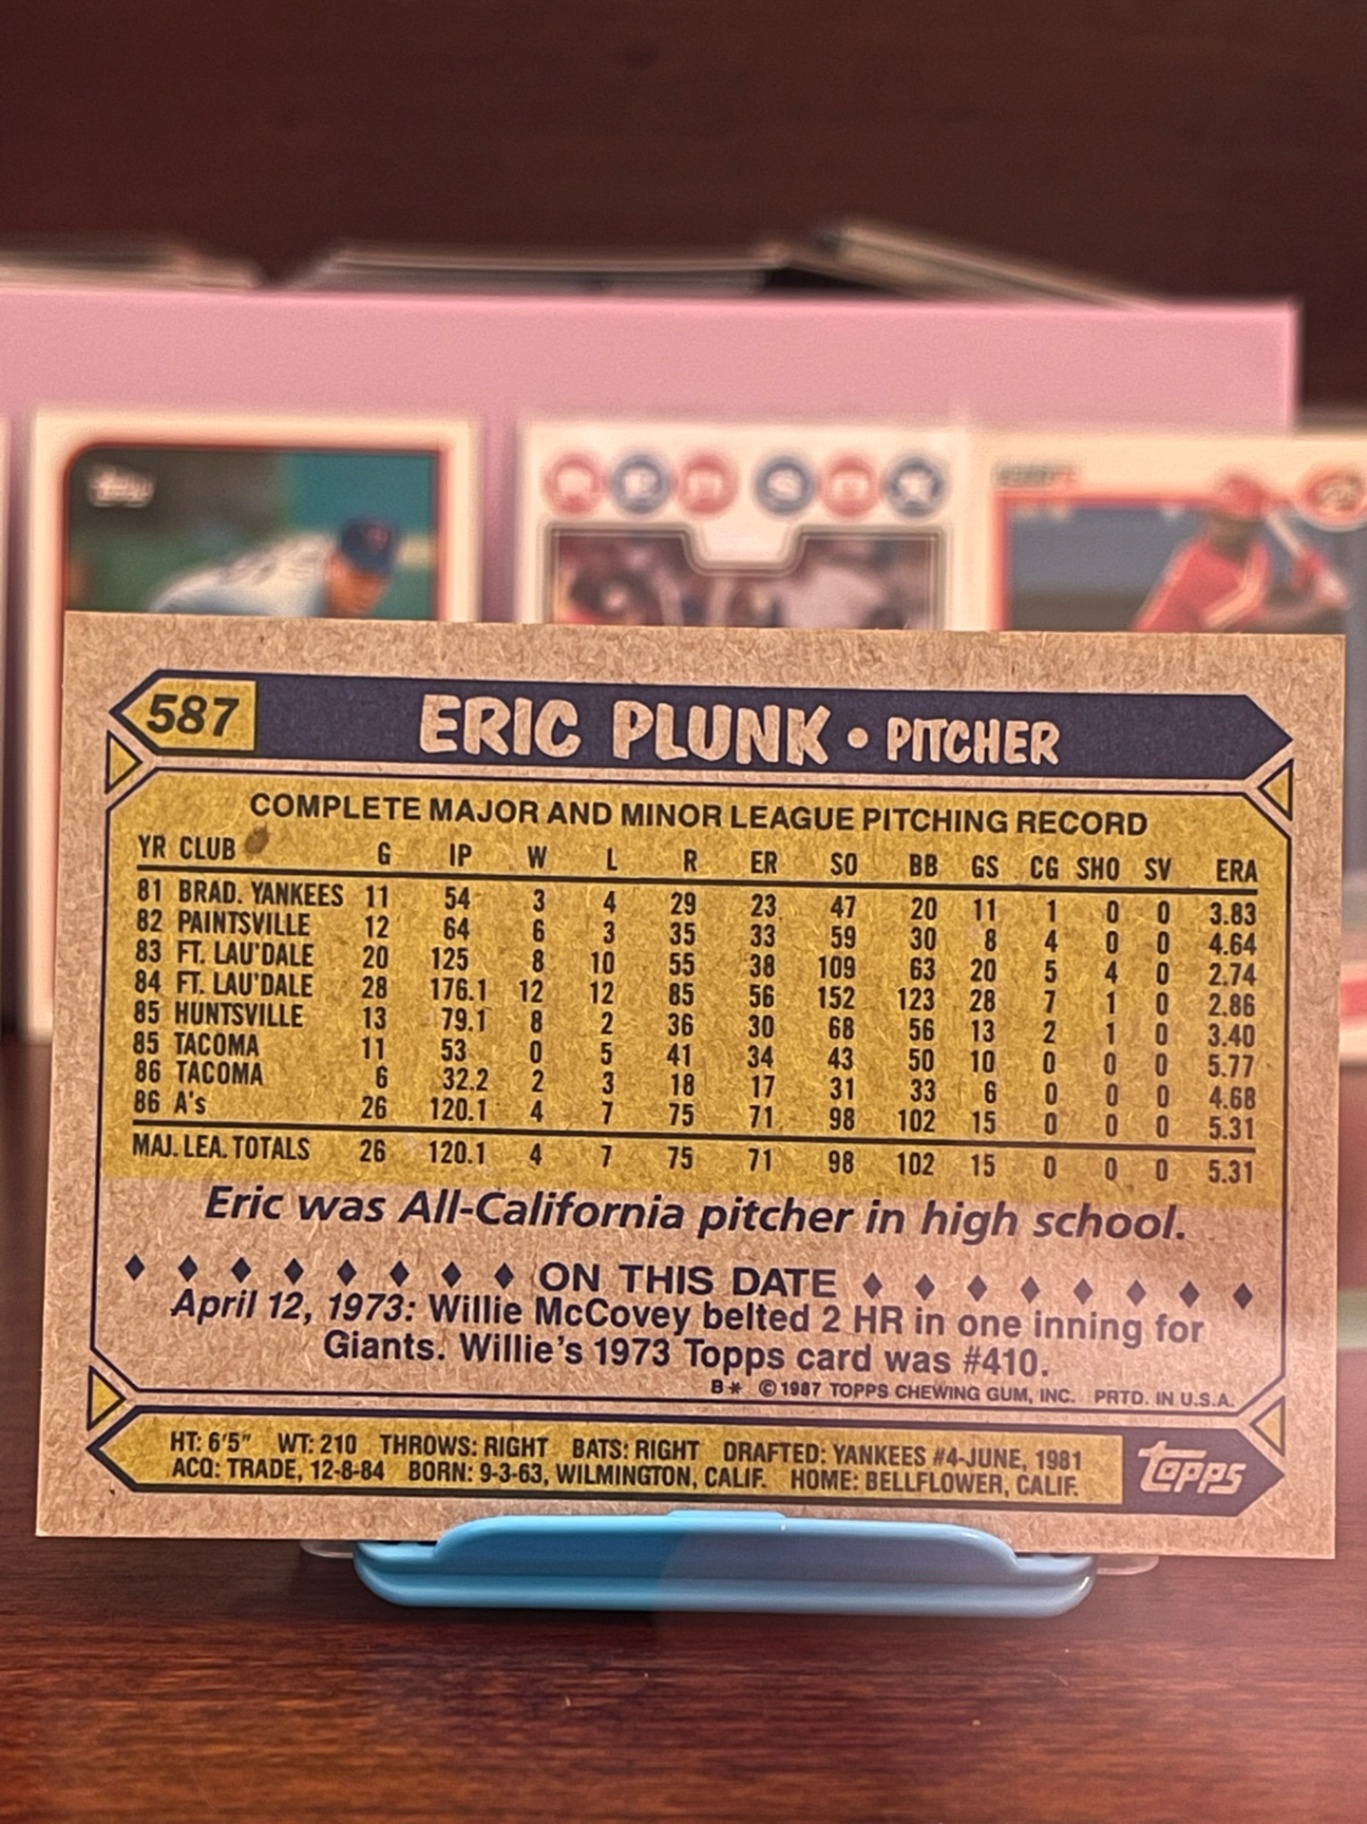 topps
RED SOX
587 ERIC PLUNK • PITCHER
COMPLETE MAJOR AND MINOR LEAGUE PITCHING RECORD
YR CLUB G IP W L R ER SO BB GS CG SHO SV ERA
81 BRAD. YANKEES 11 54 3 4 29 23 47 20 11 1 0 0 3.83
82 PAINTSVILLE 12 64 6 3 35 33 59 30 8 4 0 0 4.64
83 FT. LAU'DALE 20 125 8 10 55 38 109 63 20 5 4 0 2.74
84 FT. LAU'DALE 28 176.1 12 12 85 56 152 123 28 7 1 0 2.86
85 HUNTSVILLE 13 79.1 8 2 36 30 68 56 13 2 1 0 3.40
85 TACOMA 11 53 0 5 41 34 43 50 10 0 0 0 5.77
86 TACOMA 6 32.2 2 3 18 17 31 33 6 0 0 0 4.68
86 A's 26 120.1 4 7 75 71 98 102 15 0 0 0 5.31
MAJ. LEA. TOTALS 26 120.1 4 7 75 71 98 102 15 0 0 0 5.31
Eric was All-California pitcher in high school.
ON THIS DATE
April 12, 1973: Willie McCovey belted 2 HR in one inning for
Giants. Willie's 1973 Topps card was #410.
B* © 1987 TOPPS CHEWING GUM, INC. PRTD. IN U.S.A.
HT: 6'5" WT: 210 THROWS: RIGHT BATS: RIGHT DRAFTED: YANKEES #4-JUNE, 1981
ACQ: TRADE, 12-8-84 BORN: 9-3-63, WILMINGTON, CALIF. HOME: BELLFLOWER, CALIF.
topps